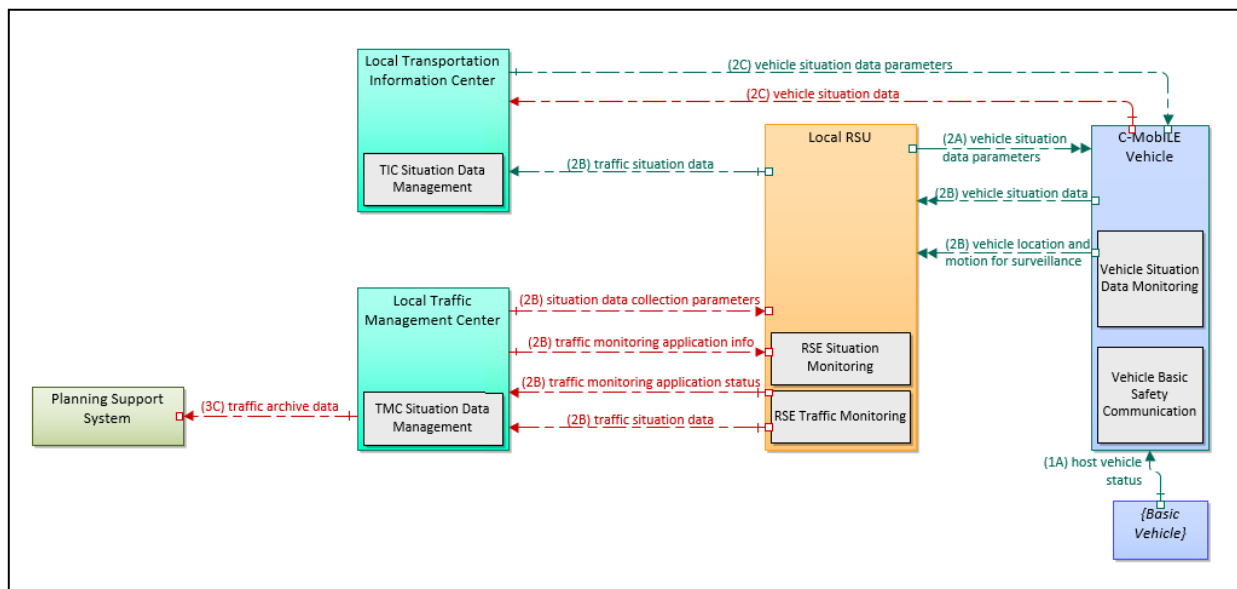 Local Transportation
Information Center
TIC Situation Data
Management
(2C) vehicle situation data parameters
(2C) vehicle situation data
(2B) traffic situation data
Local RSU
(2A) vehicle situation
data parameters
(2B) vehicle situation data
(2B) vehicle location and
motion for surveillance
C-MobILE
Vehicle
Vehicle Situation
Data Monitoring
Vehicle Basic
Safety
Communication
Local Traffic
Management Center
TMC Situation Data
Management
(2B) situation data collection parameters
(2B) traffic monitoring application info
(2B) traffic monitoring application status
(2B) traffic situation data
RSE Situation
Monitoring
RSE Traffic Monitoring
Planning Support
System
(3C) traffic archive data
(1A) host vehicle
status
{Basic
Vehicle}